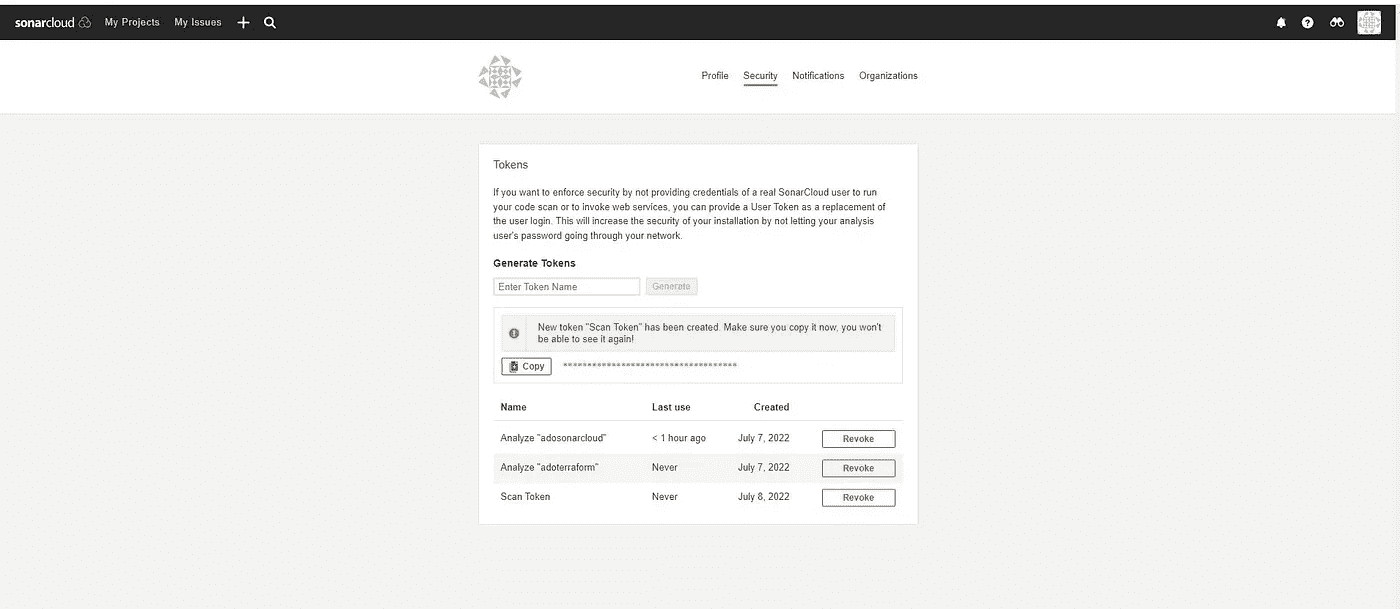 sonarcloud My Projects My Issues
Profile Security Notifications Organizations
Tokens
If you want to enforce security by not providing credentials of a real SonarCloud user to run
your code scan or to invoke web services, you can provide a User Token as a replacement of
the user login. This will increase the security of your installation by not letting your analysis
user's password going through your network.
Generate Tokens
Enter Token Name Generate
New token "Scan Token" has been created. Make sure you copy it now, you won't
be able to see it again!
Copy ************************************
Name Last use Created
Analyze "adosonarcloud" < 1 hour ago July 7, 2022 Revoke
Analyze "adoterraform" Never July 7, 2022 Revoke
Scan Token Never July 8, 2022 Revoke